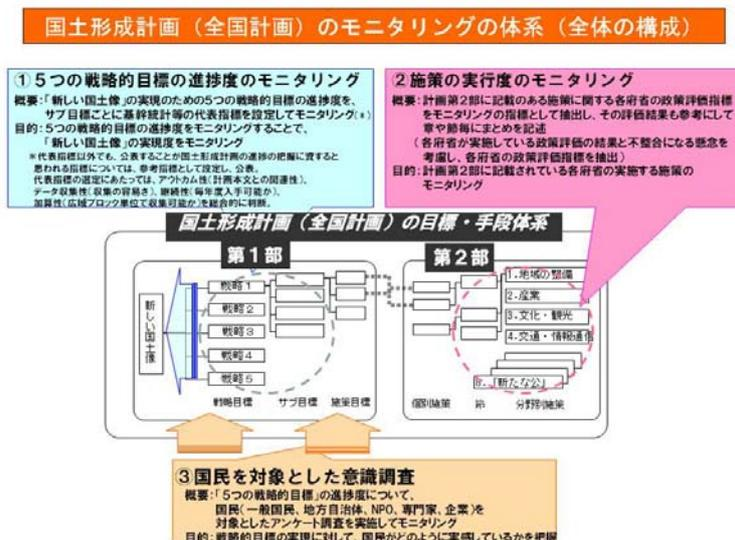 国土形成計画（全国計画）のモニタリングの体系（全体の構成）
①５つの戦略的目標の進捗度のモニタリング
概要：「新しい国土像」の実現のための5つの戦略的目標の進捗度を、
サブ目標ごとに基幹統計等の代表指標を設定してモニタリング(※)
目的：5つの戦略的目標の進捗度をモニタリングすることで、
「新しい国土像」の実現度をモニタリング
※代表指標以外でも、公表することが国土形成計画の進捗の把握に資すると
思われる指標については、参考指標として設定し、公表。
代表指標の選定にあたっては、アウトカム性(計画本文との関連性)、
データ収集性(収集の容易さ)、継続性(毎年度入手可能か)、
加算性(広域ブロック単位で収集可能か)を総合的に判断。
②施策の実行度のモニタリング
概要：計画第2部に記載のある施策に関する各府省の政策評価指標
をモニタリングの指標として抽出し、その評価結果も参考にして
章や節毎にまとめを記述
（各府省が実施している政策評価の結果と不整合になる懸念を
考慮し、各府省の政策評価指標を抽出）
目的：計画第2部に記載されている各府省の実施する施策の
モニタリング
国土形成計画（全国計画）の目標・手段体系
第１部
第２部
新しい国土像
戦略１
戦略２
戦略３
戦略４
戦略５
戦略目標
サブ目標
施策目標
1.地域の整備
2.産業
3.文化・観光
4.交通・情報通信
8.「新たな公」
個別施策
節
分野別施策
③国民を対象とした意識調査
概要：「５つの戦略的目標」の進捗度について、
国民（一般国民、地方自治体、NPO、専門家、企業）を
対象としたアンケート調査を実施してモニタリング
目的：戦略的目標の実現に対して、国民がどのように実感しているかを把握